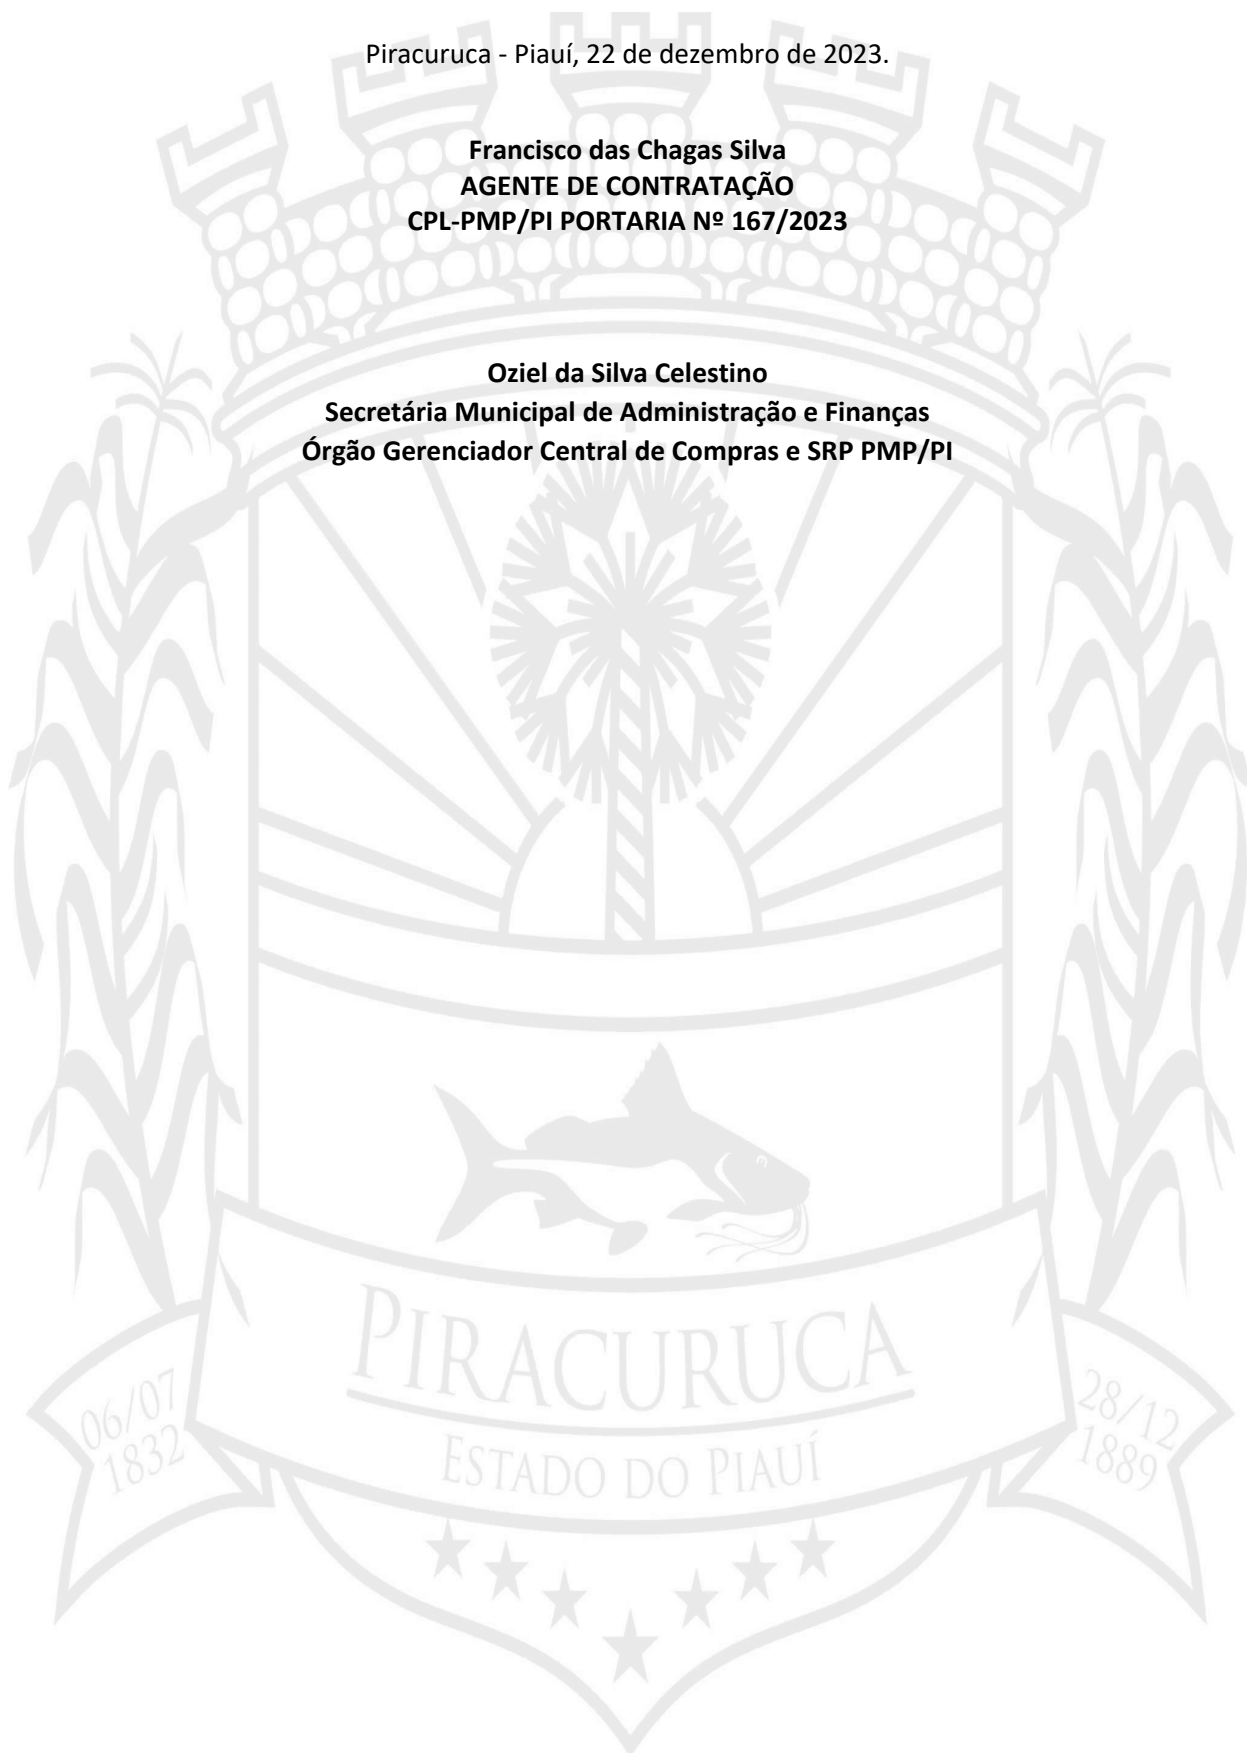 Piracuruca - Piauí, 22 de dezembro de 2023.
Francisco das Chagas Silva
AGENTE DE CONTRATAÇÃO
CPL-PMP/PI PORTARIA Nº 167/2023
Oziel da Silva Celestino
Secretária Municipal de Administração e Finanças
Órgão Gerenciador Central de Compras e SRP PMP/PI
PIRACURUCA
ESTADO DO PIAUÍ
06/07
1832
28/12
1889